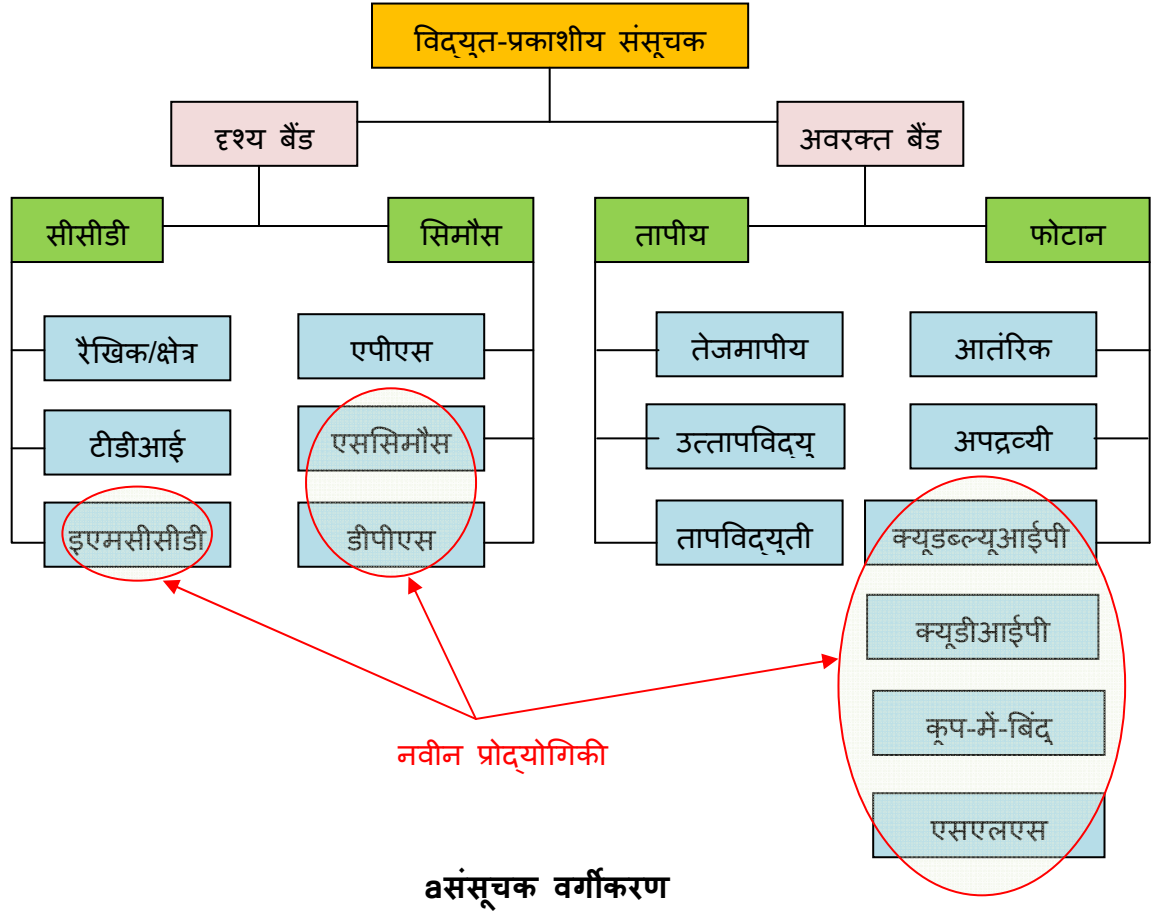 विद्युत-प्रकाशीय संसूचक
दृश्य बैंड
अवरक्त बैंड
सीसीडी
सिमौस
तापीय
फोटान
रैखिक/क्षेत्र
एपीएस
तेजमापीय
आतंरिक
टीडीआई
एससिमौस
उत्तापविद्यु
अपद्रव्यी
इएमसीसीडी
डीपीएस
तापविद्युती
क्यूडब्ल्यूआईपी
क्यूडीआईपी
कूप-में-बिंदु
एसएलएस
नवीन प्रोद्योगिकी
aसंसूचक वर्गीकरण